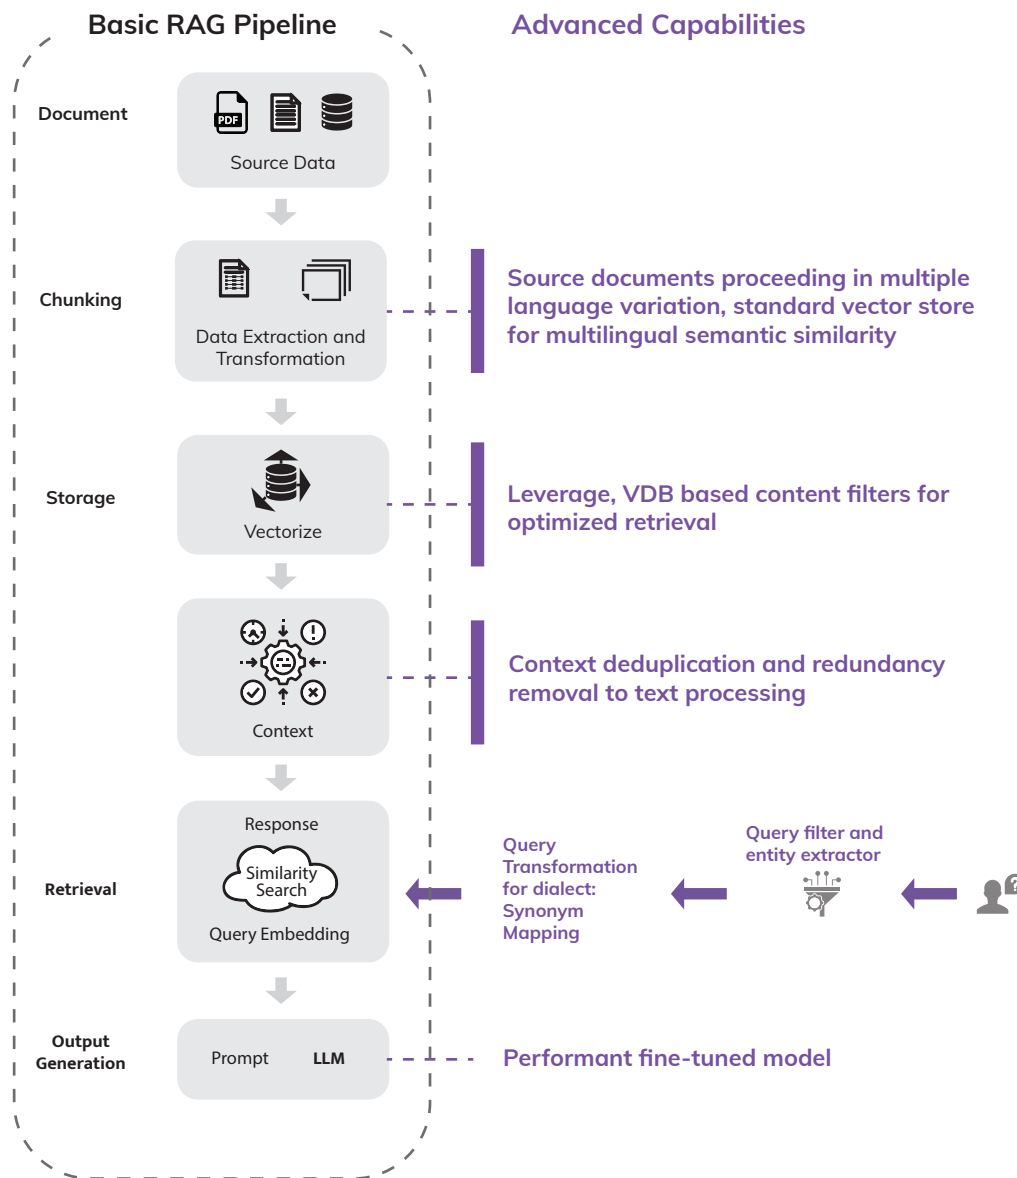 Basic RAG Pipeline
Advanced Capabilities
Document
PDF
Source Data
Chunking
Data Extraction and
Transformation
Source documents proceeding in multiple
language variation, standard vector store
for multilingual semantic similarity
Storage
Vectorize
Leverage, VDB based content filters for
optimized retrieval
Context
Context deduplication and redundancy
removal to text processing
Retrieval
Response
Similarity
Search
Query Embedding
Query
Transformation
for dialect:
Synonym
Mapping
Query filter and
entity extractor
?
Output
Generation
Prompt
LLM
Performant fine-tuned model